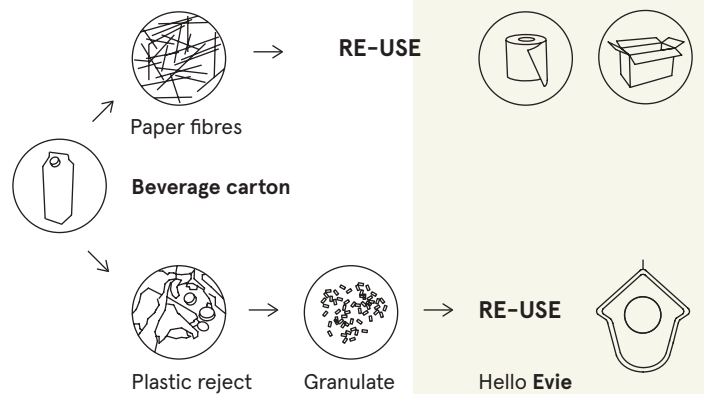 RE-USE
Paper fibres
Beverage carton
RE-USE
Plastic reject
Granulate
Hello Evie